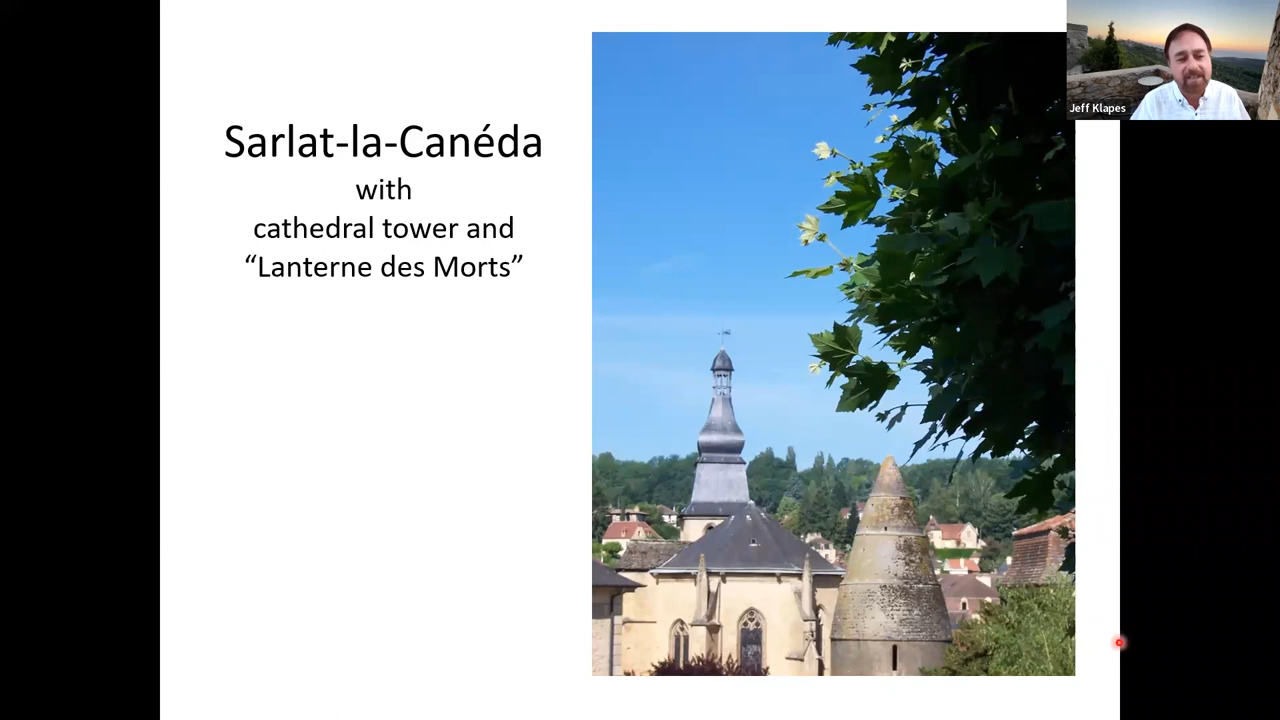 Sarlat-la-Canéda
with
cathedral tower and
“Lanterne des Morts”
Jeff Klapes